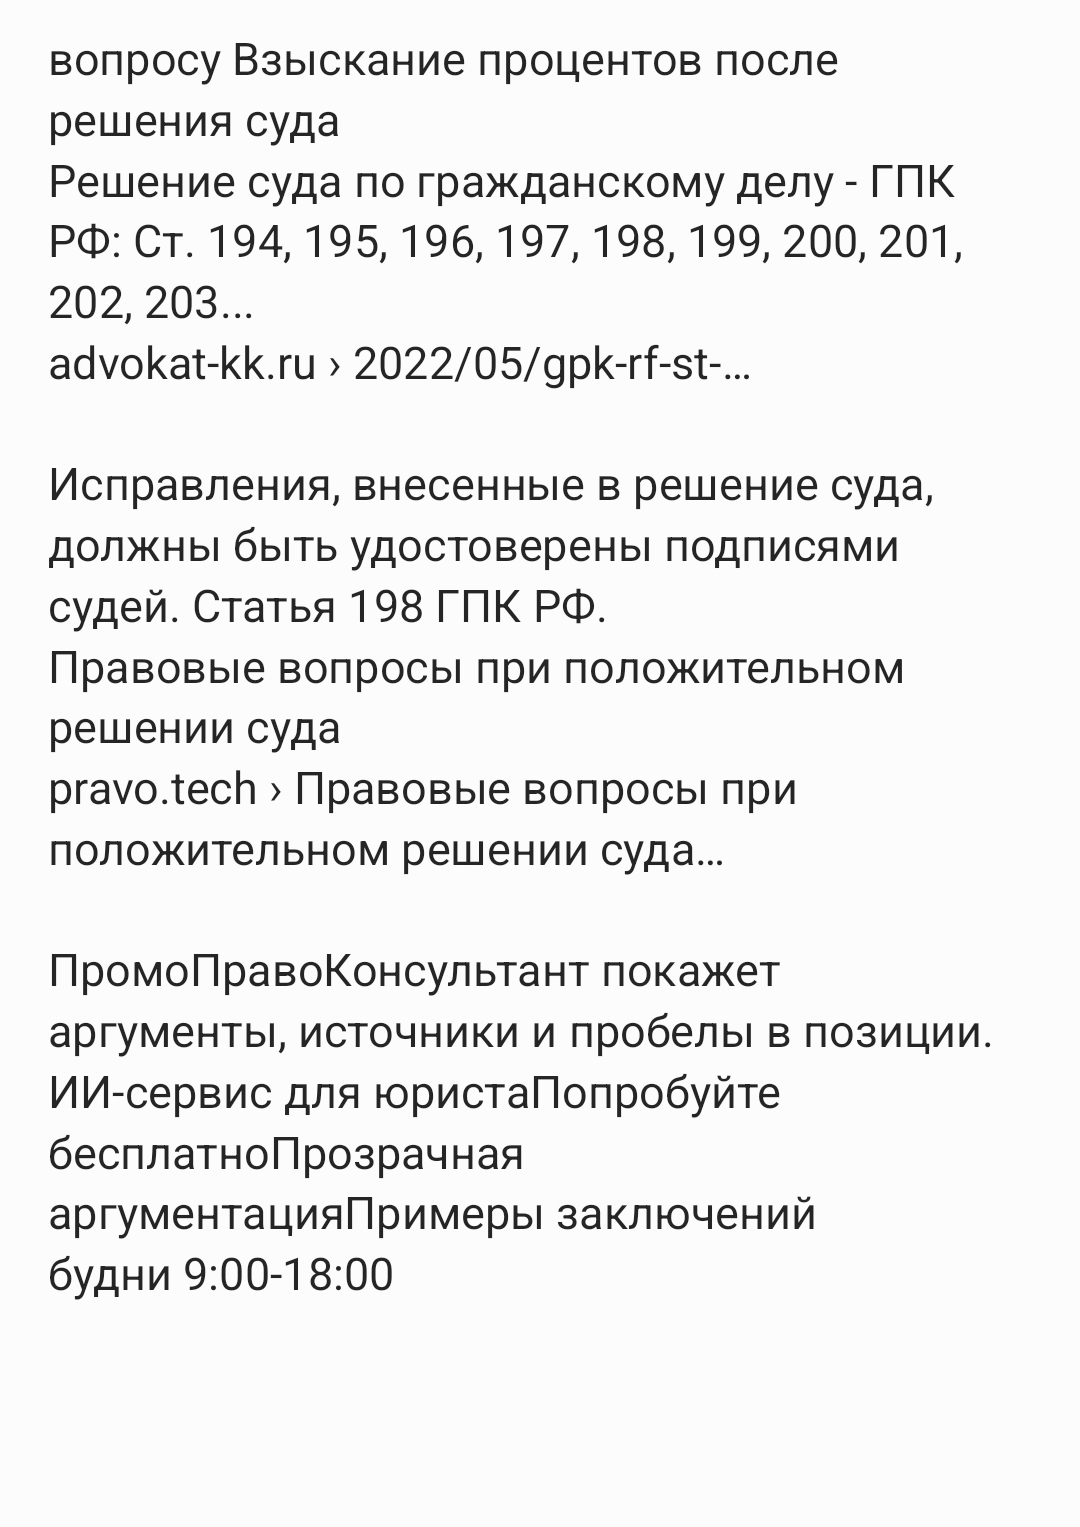 вопросу Взыскание процентов после
решения суда
Решение суда по гражданскому делу - ГПК
РФ: Ст. 194, 195, 196, 197, 198, 199, 200, 201,
202, 203...
advokat-kk.ru › 2022/05/gpk-rf-st-…
Исправления, внесенные в решение суда,
должны быть удостоверены подписями
судей. Статья 198 ГПК РФ.
Правовые вопросы при положительном
решении суда
pravo.tech › Правовые вопросы при
положительном решении суда…
ПромоПравоКонсультант покажет
аргументы, источники и пробелы в позиции.
ИИ-сервис для юристаПопробуйте
бесплатноПрозрачная
аргументацияПримеры заключений
будни 9:00-18:00